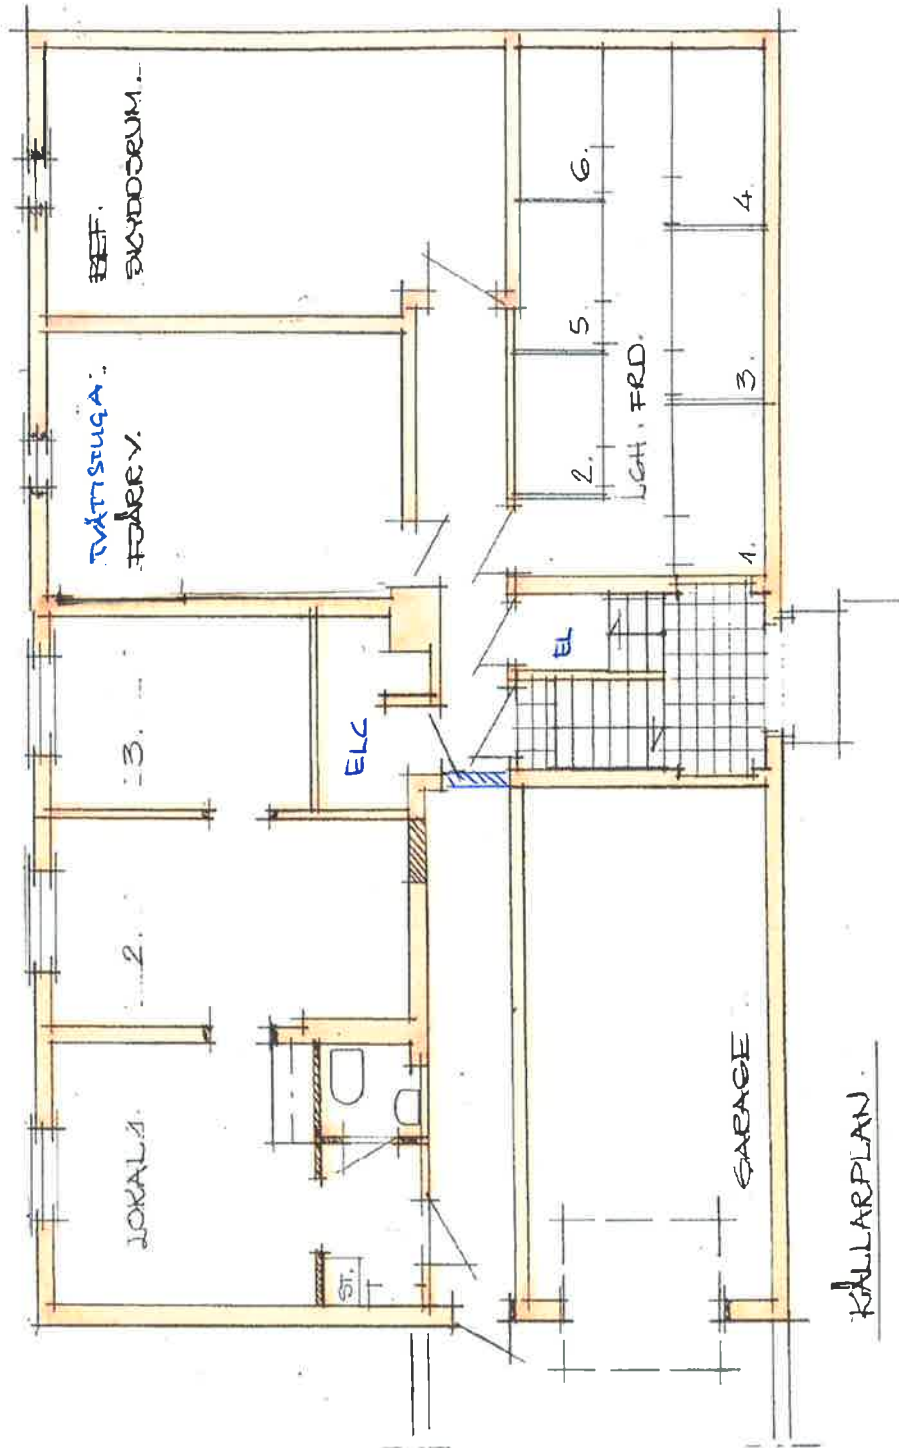 BEF.
SKYDDSRUM.
TVÄTTSTUGA.
FJÄRRV.
3.
2.
LOKAL 1.
ELC
EL
ST.
6.
5.
2.
LGH. FRD.
4.
3.
1.
GARAGE
KÄLLARPLAN.